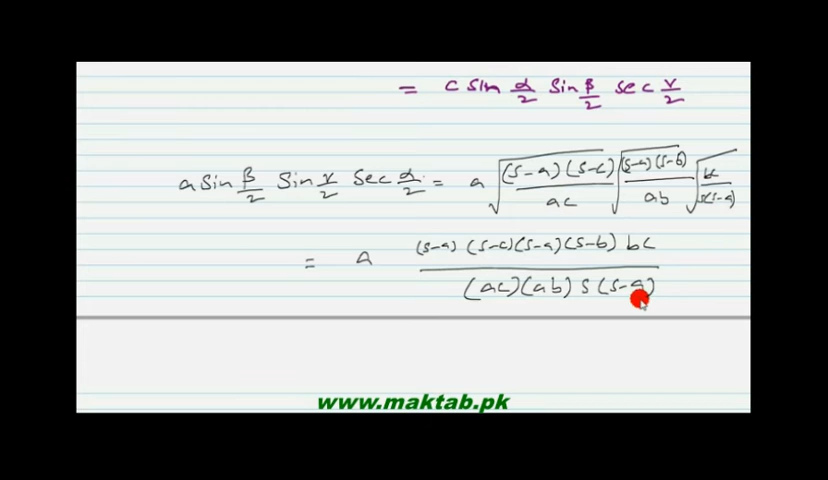 = c sin α/2 sin β/2 sec γ/2
a sin β/2 sin γ/2 sec α/2 = a √((s-a)(s-c)/ac) √((s-a)(s-b)/ab) √(bc/s(s-a))
= a (s-a)(s-c)(s-a)(s-b) bc / (ac)(ab) s(s-a)
www.maktab.pk